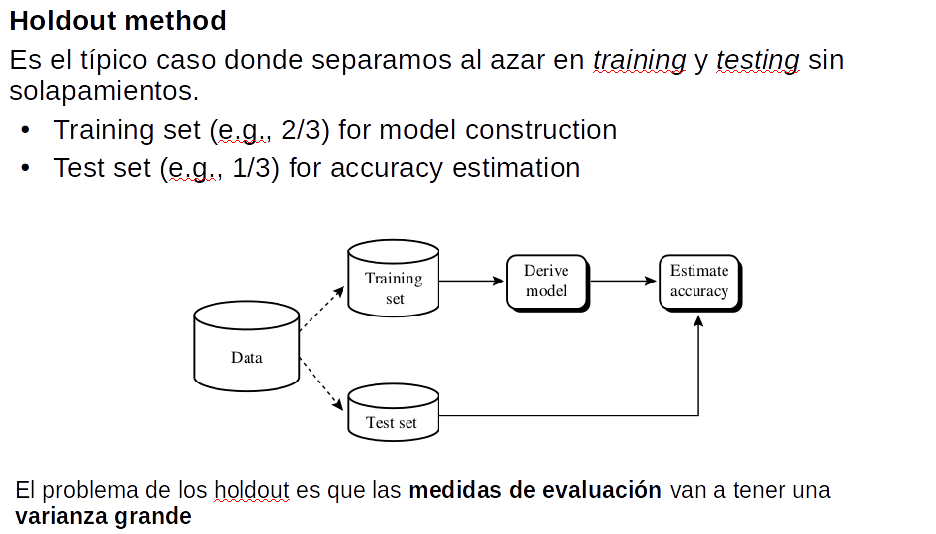 Holdout method
Es el típico caso donde separamos al azar en training y testing sin
solapamientos.
• Training set (e.g., 2/3) for model construction
• Test set (e.g., 1/3) for accuracy estimation
Training
set
Derive
model
Estimate
accuracy
Data
Test set
El problema de los holdout es que las medidas de evaluación van a tener una
varianza grande